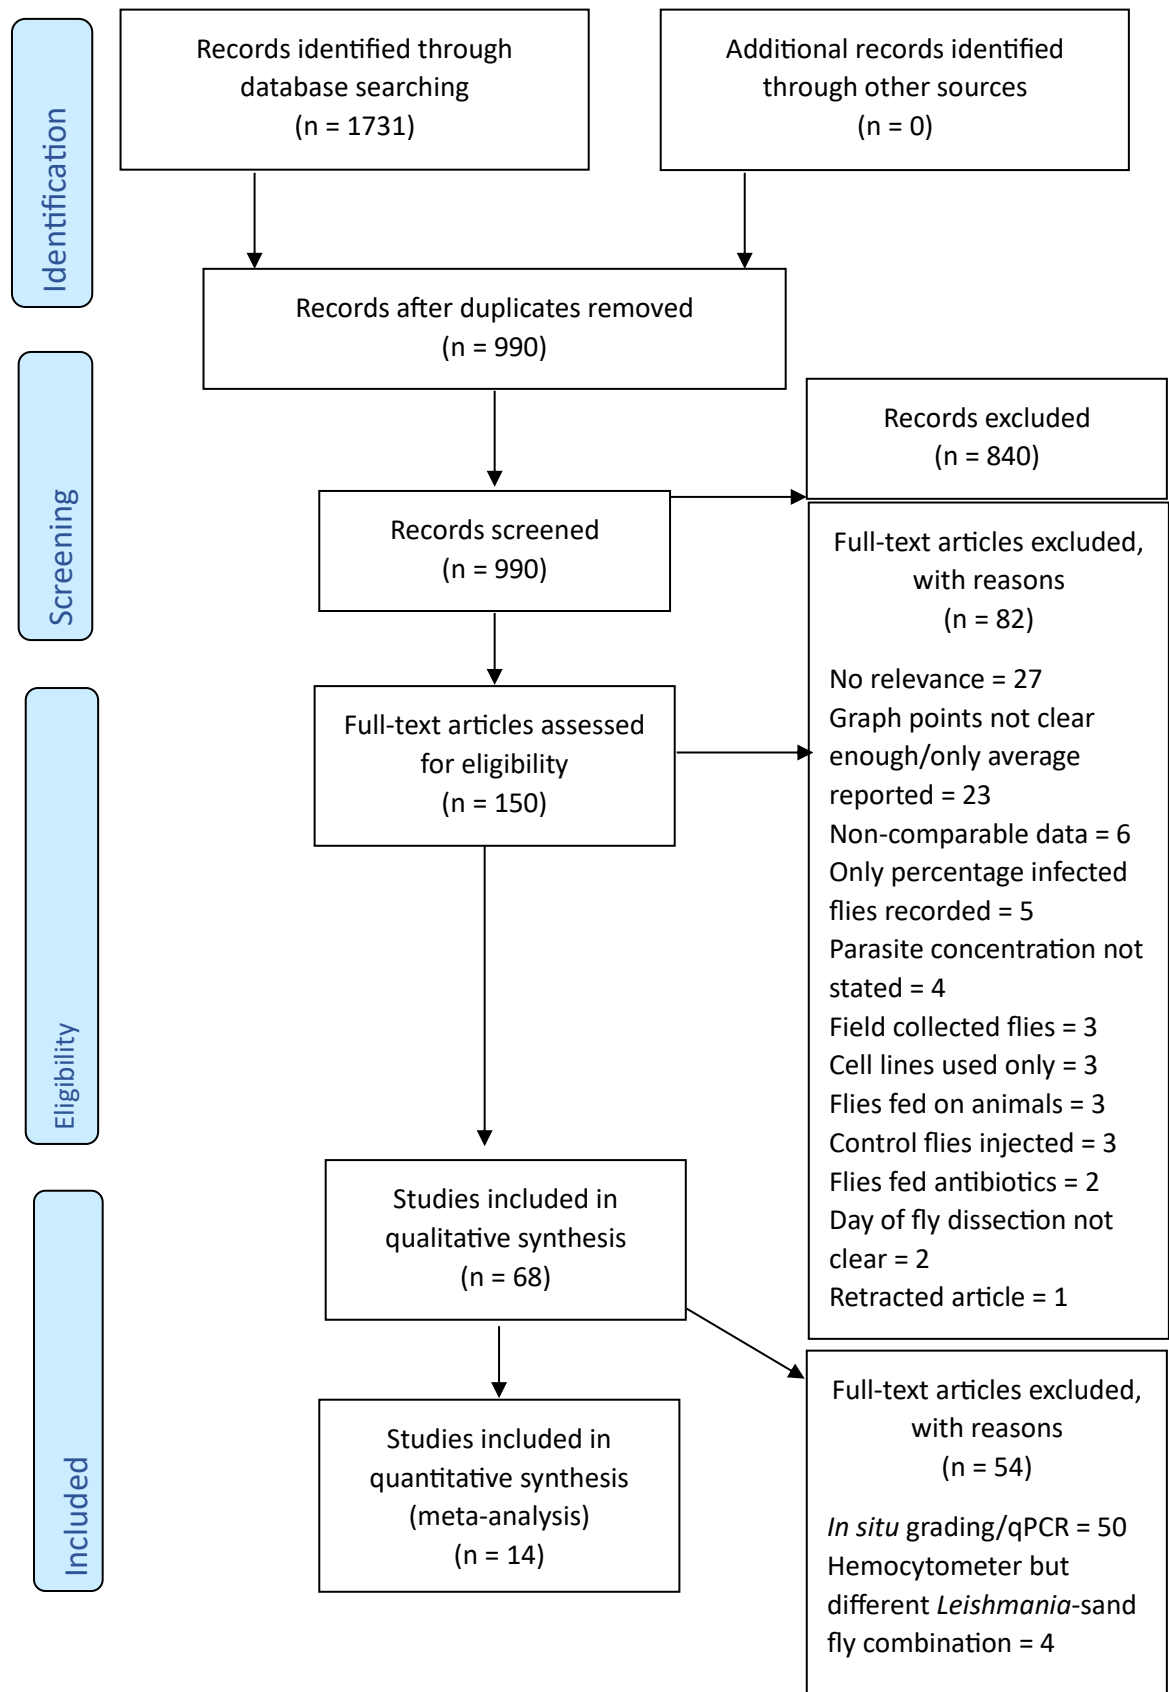 Identification
Records identified through
database searching
(n = 1731)
Additional records identified
through other sources
(n = 0)
Records after duplicates removed
(n = 990)
Screening
Records screened
(n = 990)
Records excluded
(n = 840)
Eligibility
Full-text articles assessed
for eligibility
(n = 150)
Full-text articles excluded,
with reasons
(n = 82)
No relevance = 27
Graph points not clear
enough/only average
reported = 23
Non-comparable data = 6
Only percentage infected
flies recorded = 5
Parasite concentration not
stated = 4
Field collected flies = 3
Cell lines used only = 3
Flies fed on animals = 3
Control flies injected = 3
Flies fed antibiotics = 2
Day of fly dissection not
clear = 2
Retracted article = 1
Included
Studies included in
qualitative synthesis
(n = 68)
Studies included in
quantitative synthesis
(meta-analysis)
(n = 14)
Full-text articles excluded,
with reasons
(n = 54)
In situ grading/qPCR = 50
Hemocytometer but
different Leishmania-sand
fly combination = 4